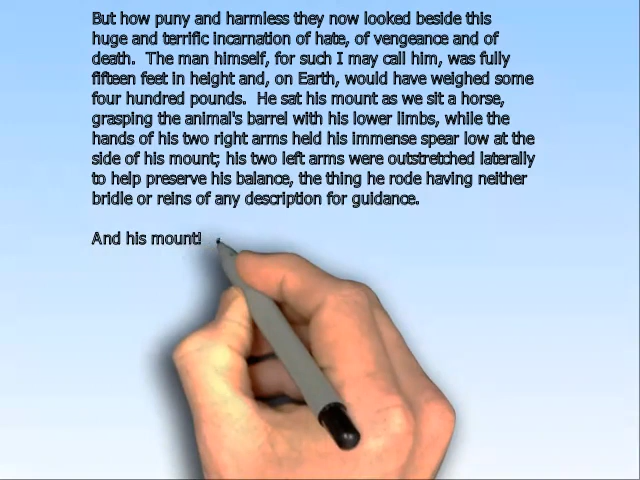 But how puny and harmless they now looked beside this
huge and terrific incarnation of hate, of vengeance and of
death.  The man himself, for such I may call him, was fully
fifteen feet in height and, on Earth, would have weighed some
four hundred pounds.  He sat his mount as we sit a horse,
grasping the animal's barrel with his lower limbs, while the
hands of his two right arms held his immense spear low at the
side of his mount; his two left arms were outstretched laterally
to help preserve his balance, the thing he rode having neither
bridle or reins of any description for guidance.
And his mount!